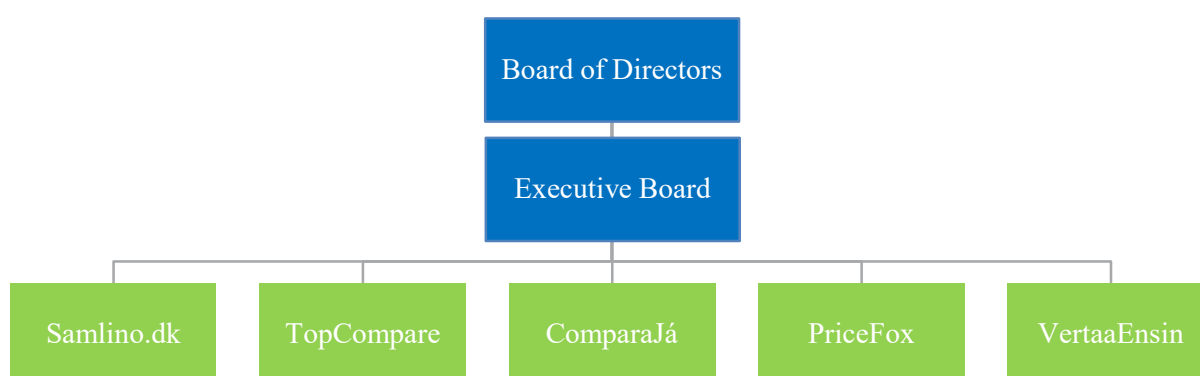 Board of Directors
Executive Board
Samlino.dk
TopCompare
ComparaJá
PriceFox
VertaaEnsin